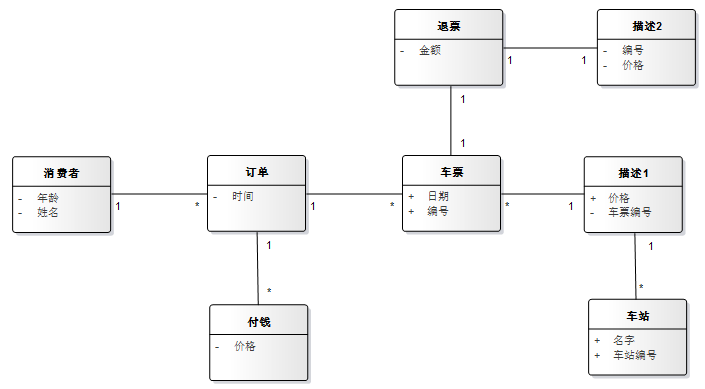 退票
- 金额
描述2
- 编号
- 价格
1
1
1
1
消费者
- 年龄
- 姓名
订单
- 时间
车票
+ 日期
+ 编号
描述1
+ 价格
- 车票编号
1
*
1
*
*
1
1
*
1
*
付钱
- 价格
车站
+ 名字
+ 车站编号